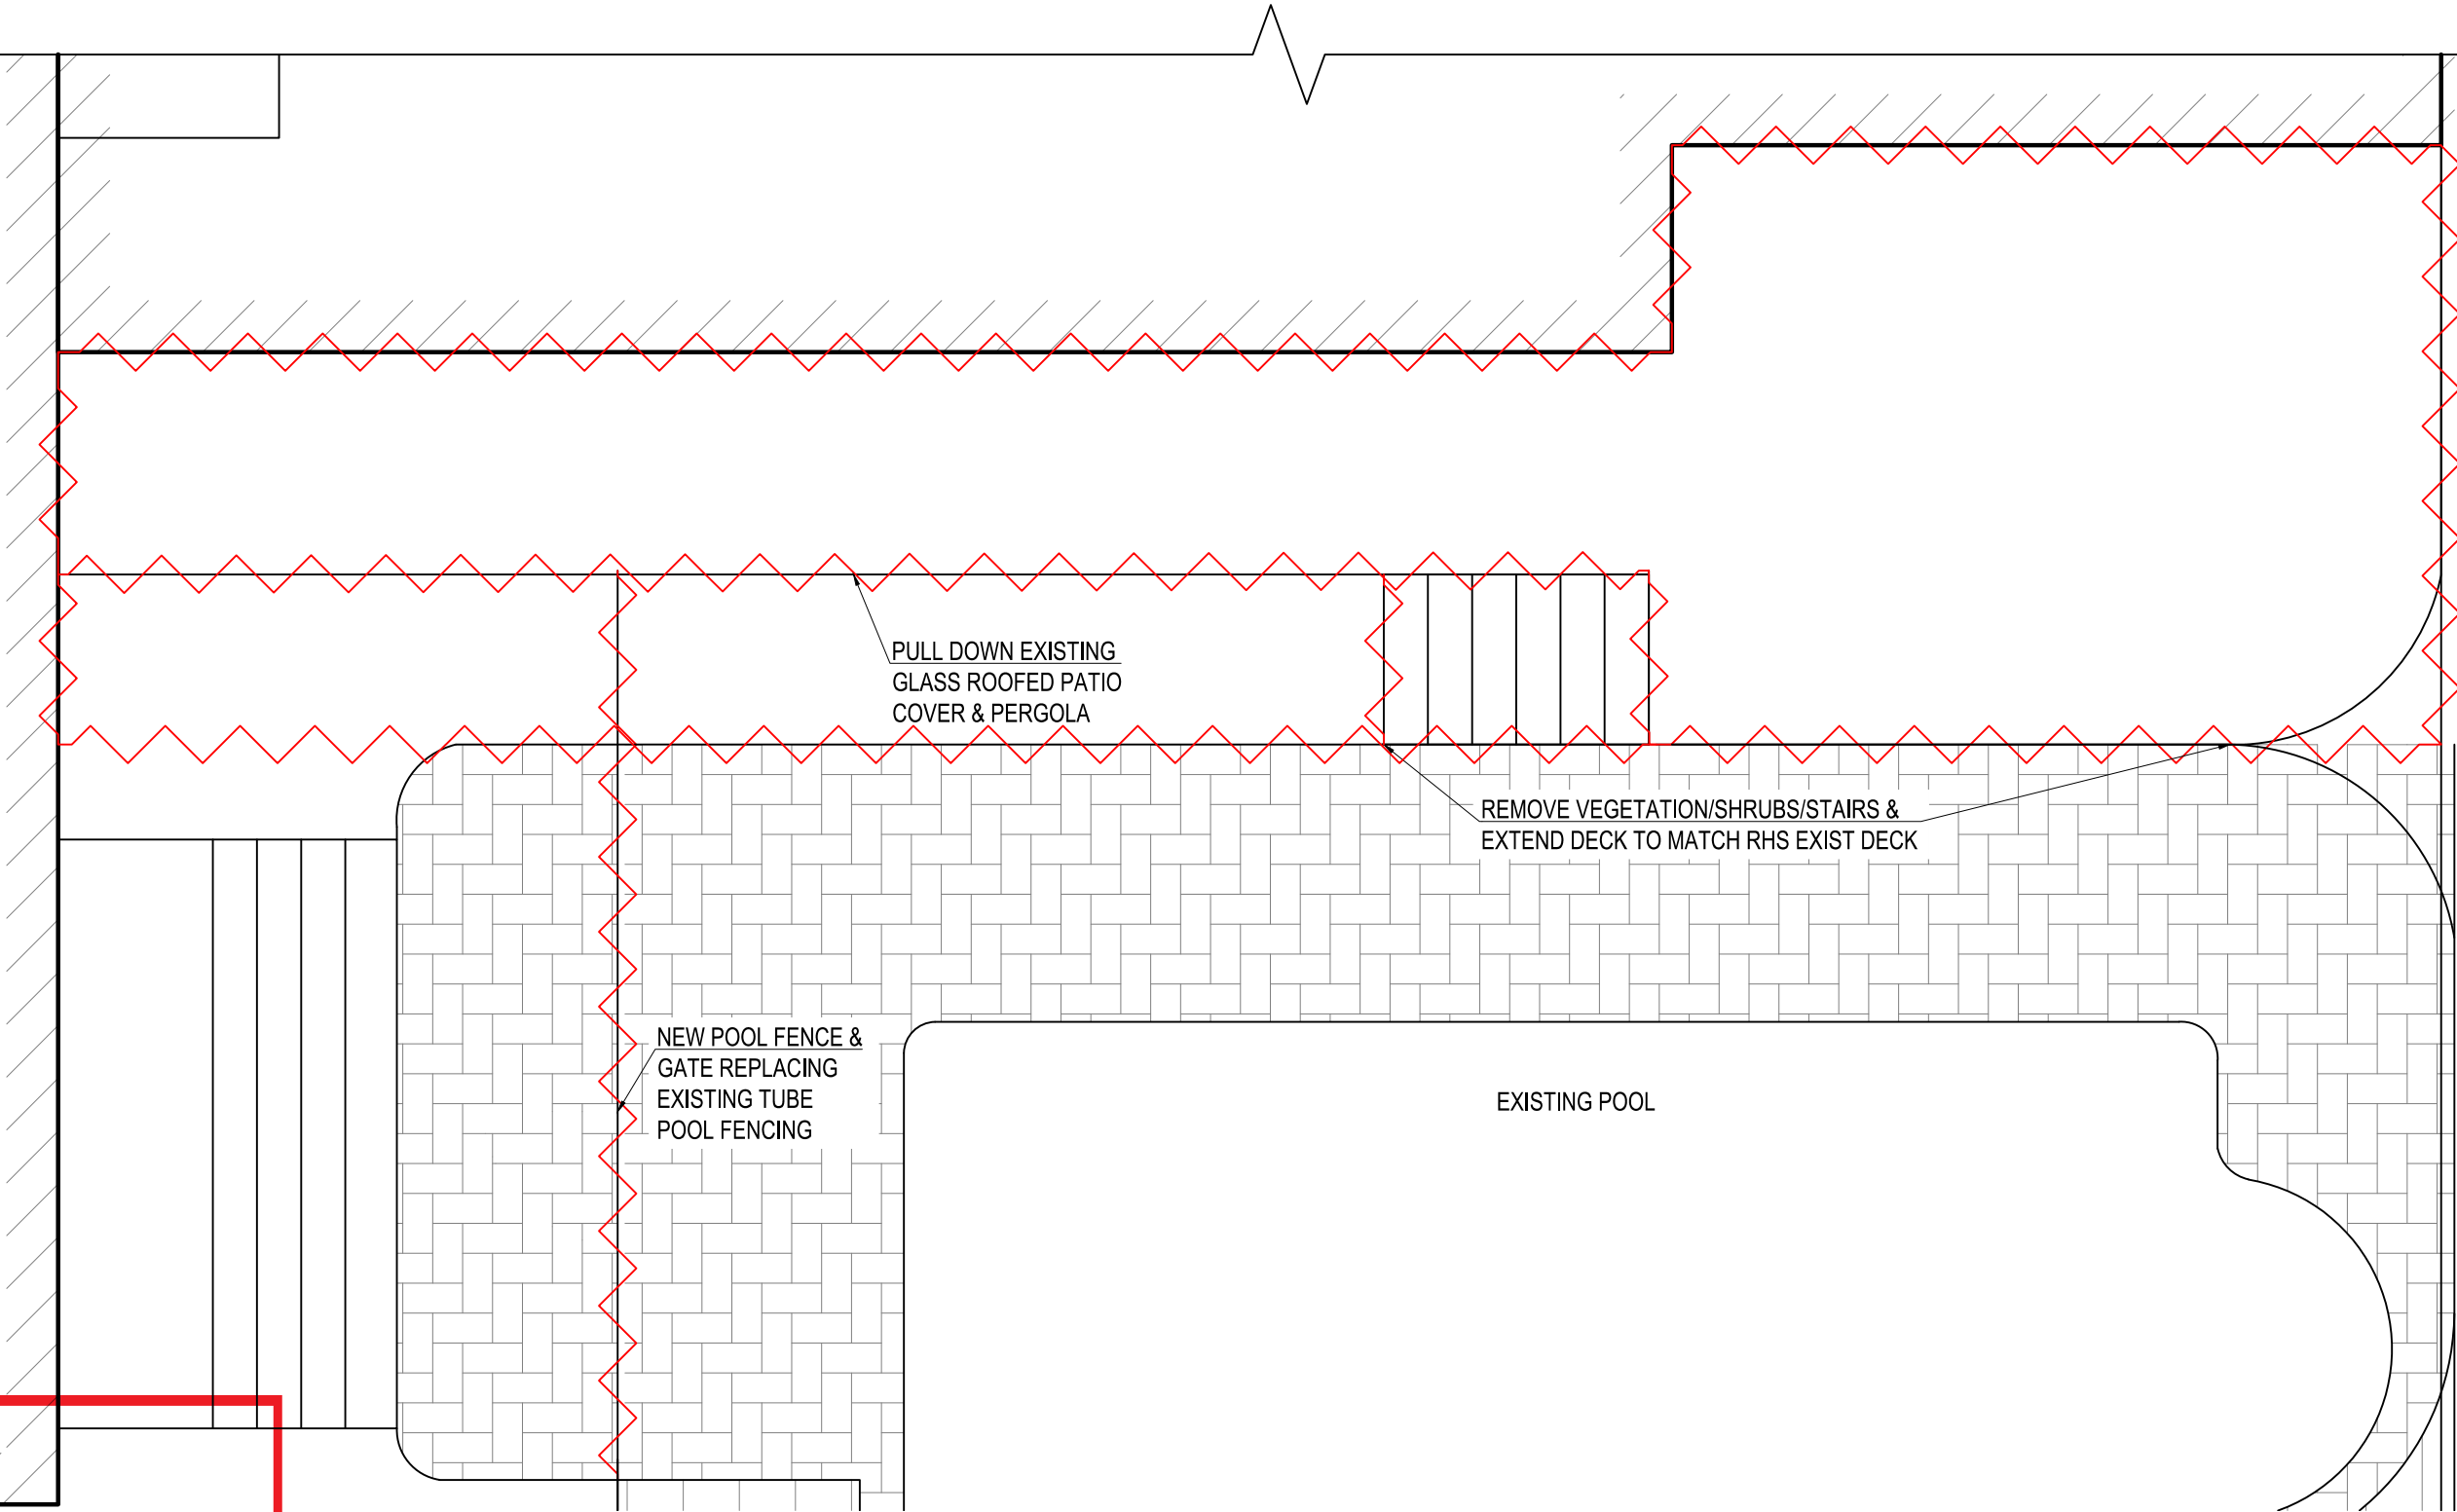 PULL DOWN EXISTING
GLASS ROOFED PATIO
COVER & PERGOLA
REMOVE VEGETATION/SHRUBS/STAIRS &
EXTEND DECK TO MATCH RHS EXIST DECK
NEW POOL FENCE &
GATE REPLACING
EXISTING TUBE
POOL FENCING
EXISTING POOL